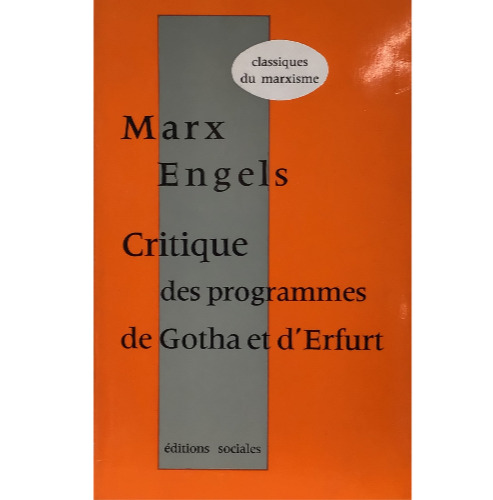 classiques
du marxisme
Marx
Engels
Critique
des programmes
de Gotha et d'Erfurt
éditions sociales